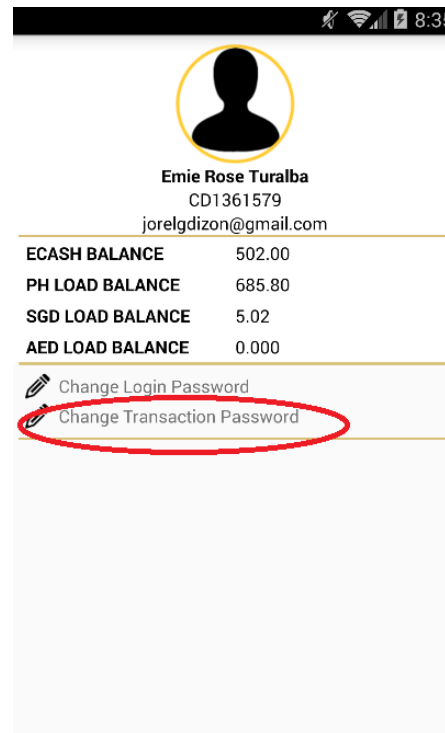 8:35
Emie Rose Turalba
CD1361579
jorelgdizon@gmail.com
ECASH BALANCE 502.00
PH LOAD BALANCE 685.80
SGD LOAD BALANCE 5.02
AED LOAD BALANCE 0.000
Change Login Password
Change Transaction Password